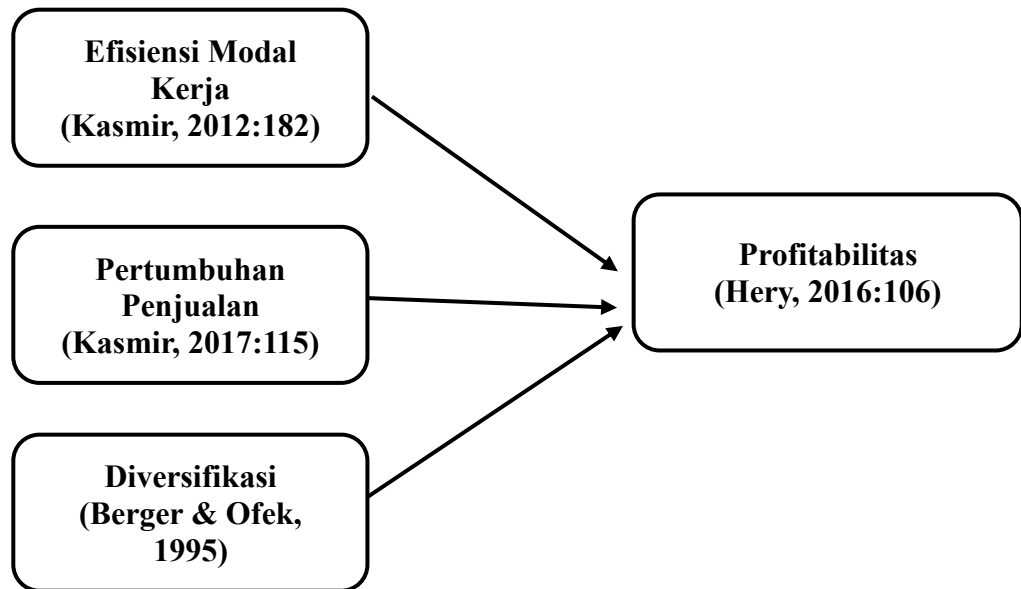 Efisiensi Modal
Kerja
(Kasmir, 2012:182)
Pertumbuhan
Penjualan
(Kasmir, 2017:115)
Diversifikasi
(Berger & Ofek,
1995)
Profitabilitas
(Hery, 2016:106)